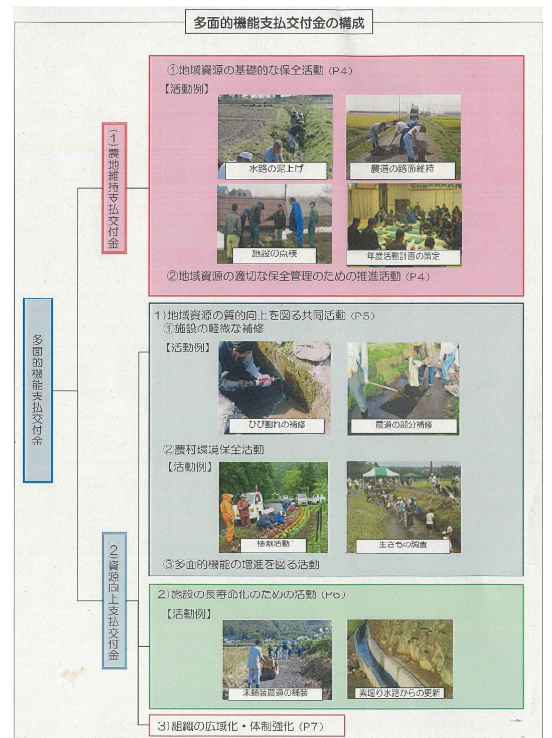 多面的機能支払交付金の構成
多面的機能支払交付金
(1)農地維持支払交付金
①地域資源の基礎的な保全活動(P4)
【活動例】
水路の泥上げ
農道の路面維持
施設の点検
年度活動計画の策定
②地域資源の適切な保全管理のための推進活動(P4)
2)資源向上支払交付金
1)地域資源の質的向上を図る共同活動(P5)
①施設の軽微な補修
【活動例】
ひび割れの補修
農道の部分補修
②農村環境保全活動
【活動例】
植栽活動
生きもの調査
③多面的機能の増進を図る活動
2)施設の長寿命化のための活動(P6)
【活動例】
未舗装農道の舗装
素堀り水路からの更新
3)組織の広域化・体制強化(P7)